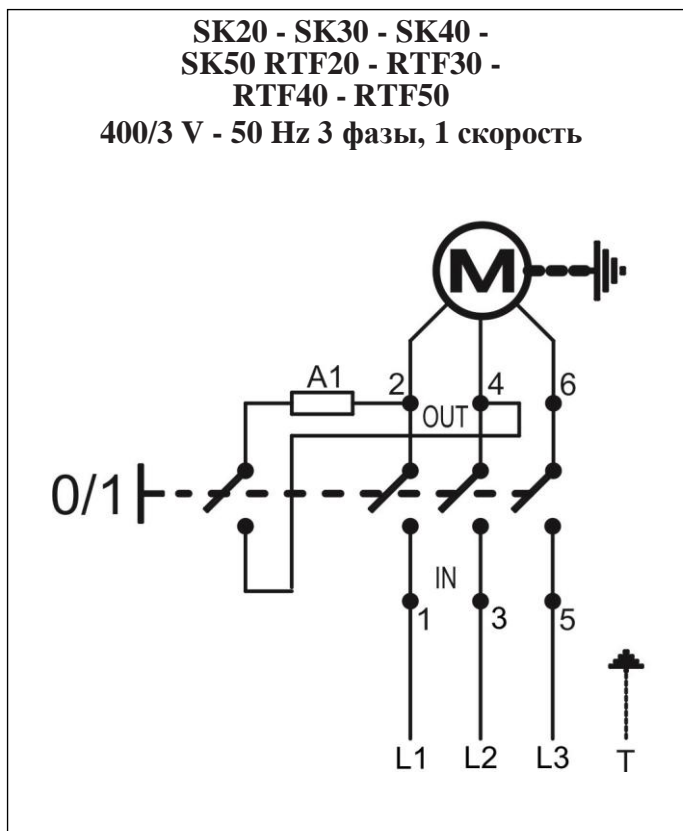 SK20 - SK30 - SK40 -
SK50 RTF20 - RTF30 -
RTF40 - RTF50
400/3 V - 50 Hz 3 фазы, 1 скорость
M
A1
2
4
6
OUT
0/1
IN
1
3
5
L1
L2
L3
T